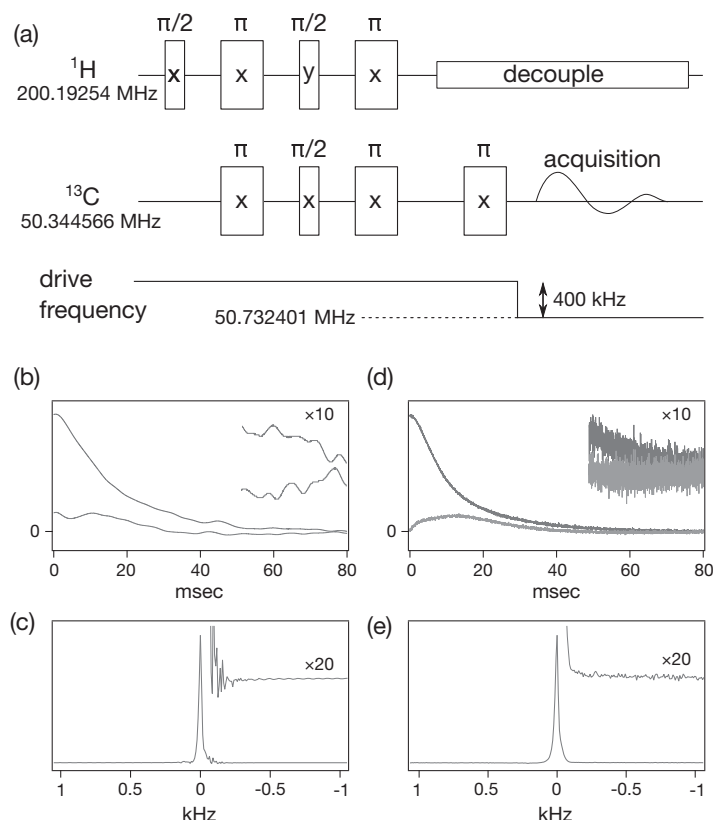 (a)
π/2 π π/2 π
¹H
200.19254 MHz
x x y x decouple
π π/2 π π acquisition
¹³C
50.344566 MHz
x x x x
drive
frequency
50.732401 MHz
400 kHz
(b)
×10
0
0 20 40 60 80
msec
(d)
×10
0
0 20 40 60 80
msec
(c)
×20
1 0.5 0 -0.5 -1
kHz
(e)
×20
1 0.5 0 -0.5 -1
kHz